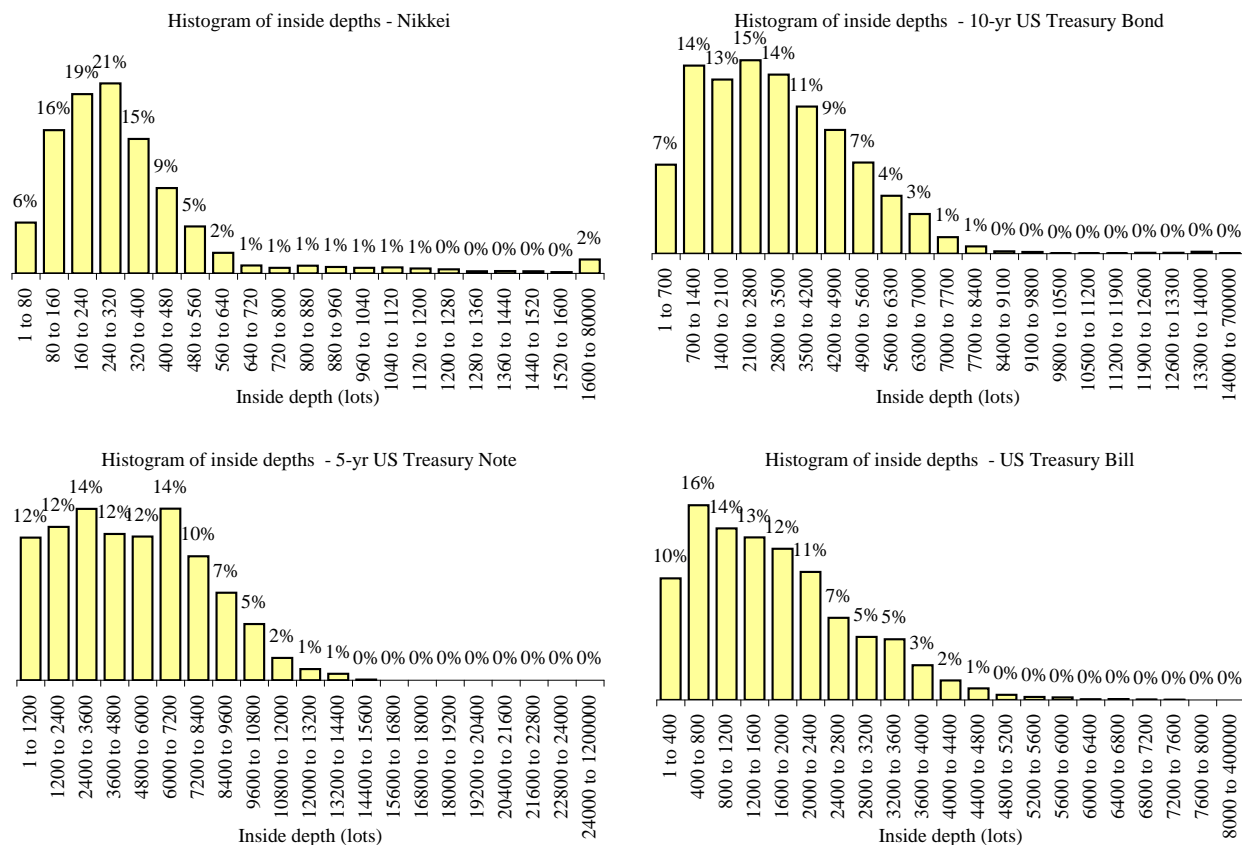 Histogram of inside depths - Nikkei
6% 16% 19% 21% 15% 9% 5% 2% 1% 1% 1% 1% 1% 1% 1% 0% 0% 0% 0% 0% 2%
1 to 80
80 to 160
160 to 240
240 to 320
320 to 400
400 to 480
480 to 560
560 to 640
640 to 720
720 to 800
800 to 880
880 to 960
960 to 1040
1040 to 1120
1120 to 1200
1200 to 1280
1280 to 1360
1360 to 1440
1440 to 1520
1520 to 1600
1600 to 80000
Inside depth (lots)
Histogram of inside depths - 10-yr US Treasury Bond
7% 14% 13% 15% 14% 11% 9% 7% 4% 3% 1% 1% 0% 0% 0% 0% 0% 0% 0% 0% 0%
1 to 700
700 to 1400
1400 to 2100
2100 to 2800
2800 to 3500
3500 to 4200
4200 to 4900
4900 to 5600
5600 to 6300
6300 to 7000
7000 to 7700
7700 to 8400
8400 to 9100
9100 to 9800
9800 to 10500
10500 to 11200
11200 to 11900
11900 to 12600
12600 to 13300
13300 to 14000
14000 to 700000
Inside depth (lots)
Histogram of inside depths - 5-yr US Treasury Note
12% 12% 14% 12% 12% 14% 10% 7% 5% 2% 1% 1% 0% 0% 0% 0% 0% 0% 0% 0% 0%
1 to 1200
1200 to 2400
2400 to 3600
3600 to 4800
4800 to 6000
6000 to 7200
7200 to 8400
8400 to 9600
9600 to 10800
10800 to 12000
12000 to 13200
13200 to 14400
14400 to 15600
15600 to 16800
16800 to 18000
18000 to 19200
19200 to 20400
20400 to 21600
21600 to 22800
22800 to 24000
24000 to 1200000
Inside depth (lots)
Histogram of inside depths - US Treasury Bill
10% 16% 14% 13% 12% 11% 7% 5% 5% 3% 2% 1% 0% 0% 0% 0% 0% 0% 0% 0% 0%
1 to 400
400 to 800
800 to 1200
1200 to 1600
1600 to 2000
2000 to 2400
2400 to 2800
2800 to 3200
3200 to 3600
3600 to 4000
4000 to 4400
4400 to 4800
4800 to 5200
5200 to 5600
5600 to 6000
6000 to 6400
6400 to 6800
6800 to 7200
7200 to 7600
7600 to 8000
8000 to 400000
Inside depth (lots)